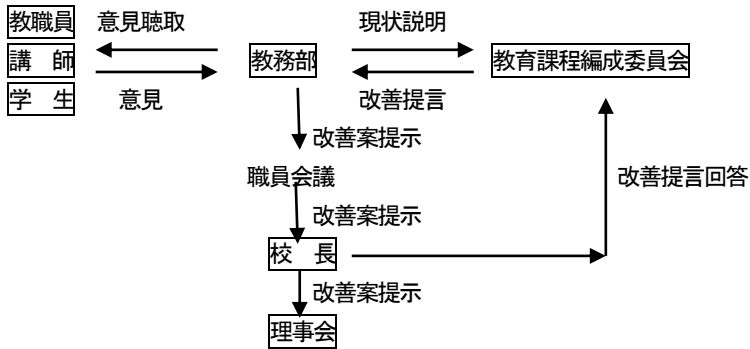 教職員 意見聴取 現状説明
講　師 教務部 教育課程編成委員会
学　生 意見 改善提言
改善案提示
職員会議 改善提言回答
改善案提示
校　長
改善案提示
理事会